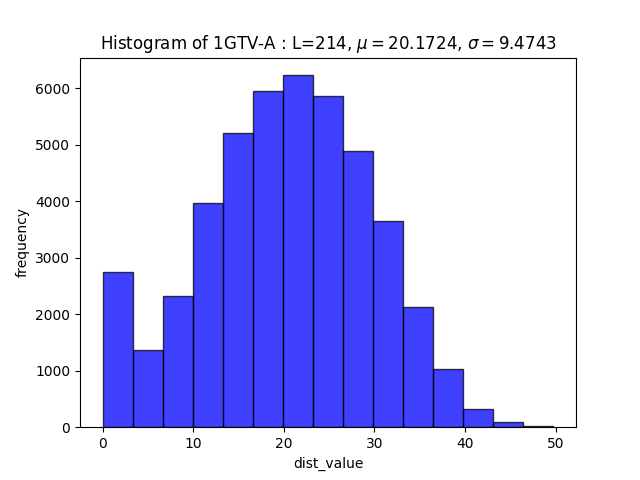 Histogram of 1GTV-A : L=214, μ = 20.1724, σ = 9.4743
6000
5000
4000
3000
2000
1000
0
frequency
0 10 20 30 40 50
dist_value